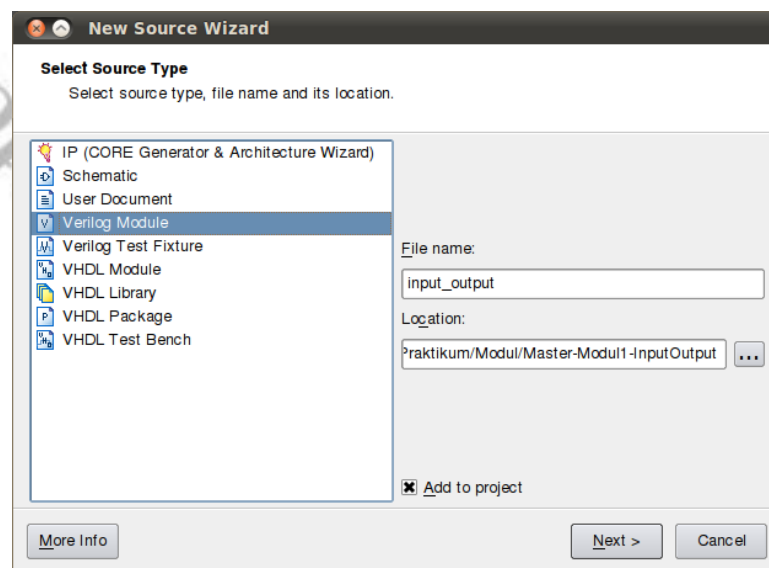 New Source Wizard
Select Source Type
Select source type, file name and its location.
IP (CORE Generator & Architecture Wizard)
Schematic
User Document
Verilog Module
Verilog Test Fixture
VHDL Module
VHDL Library
VHDL Package
VHDL Test Bench
File name:
input_output
Location:
Praktikum/Modul/Master-Modul1-InputOutput
...
Add to project
More Info
Next >
Cancel